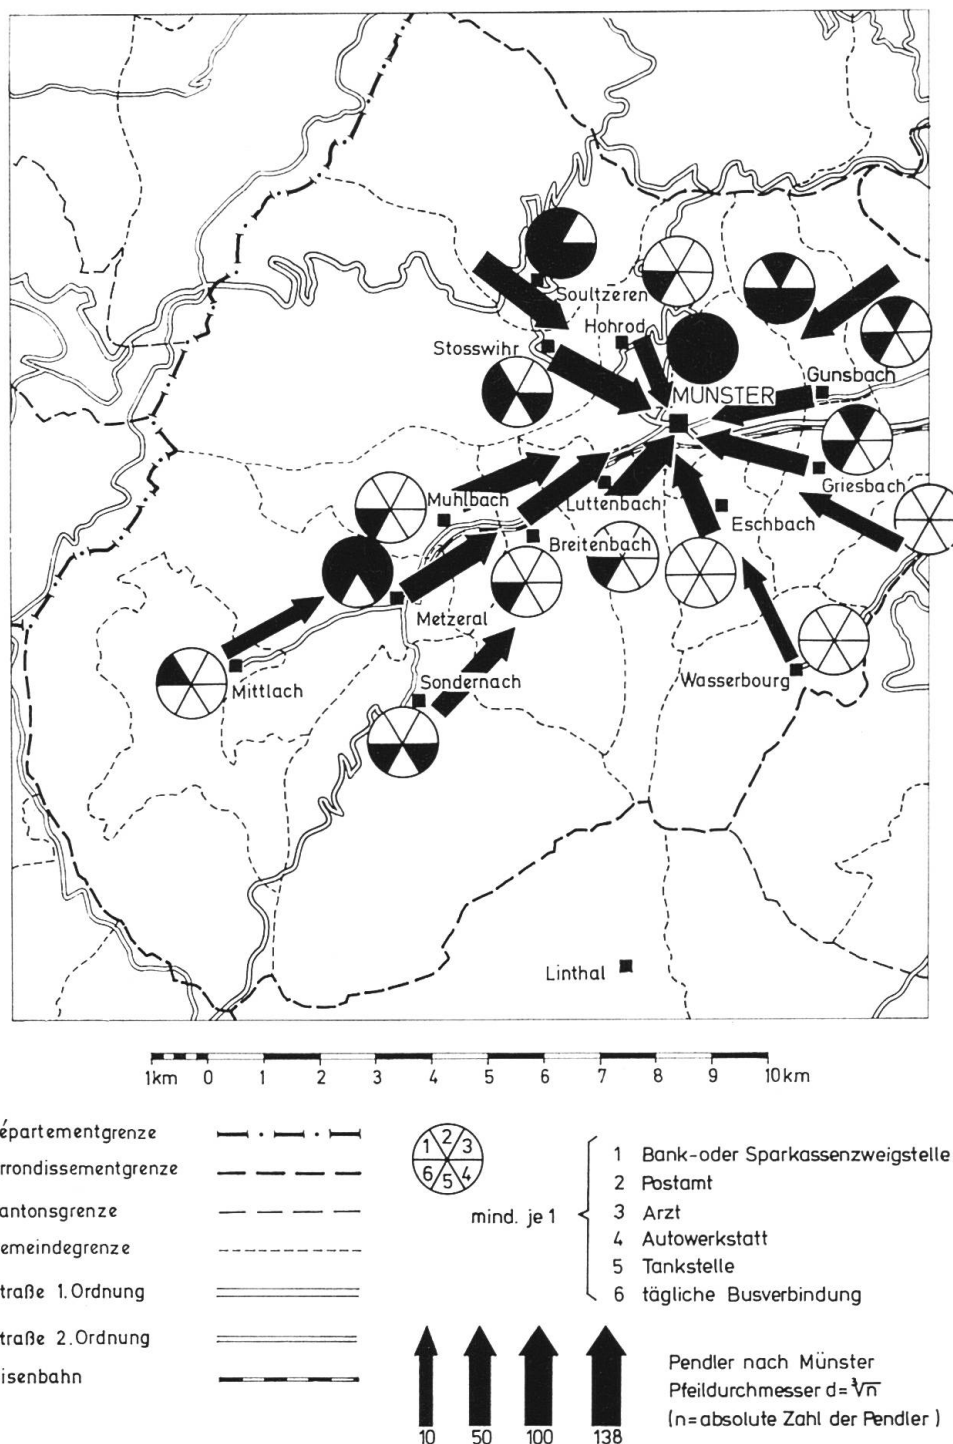 Soultzeren
Hohrod
Stosswihr
MÜNSTER
Gunsbach
Griesbach
Muhlbach
Luttenbach
Eschbach
Breitenbach
Metzeral
Mittlach
Sondernach
Wasserbourg
Linthal
1km 0 1 2 3 4 5 6 7 8 9 10km
épartementgrenze
rrondissementgrenze
antonsgrenze
emeindegrenze
traße 1.Ordnung
traße 2.Ordnung
isenbahn
1 2 3
6 5 4
mind. je 1
1 Bank-oder Sparkassenzweigstelle
2 Postamt
3 Arzt
4 Autowerkstatt
5 Tankstelle
6 tägliche Busverbindung
10 50 100 138
Pendler nach Münster
Pfeildurchmesser d=³√n
(n=absolute Zahl der Pendler)